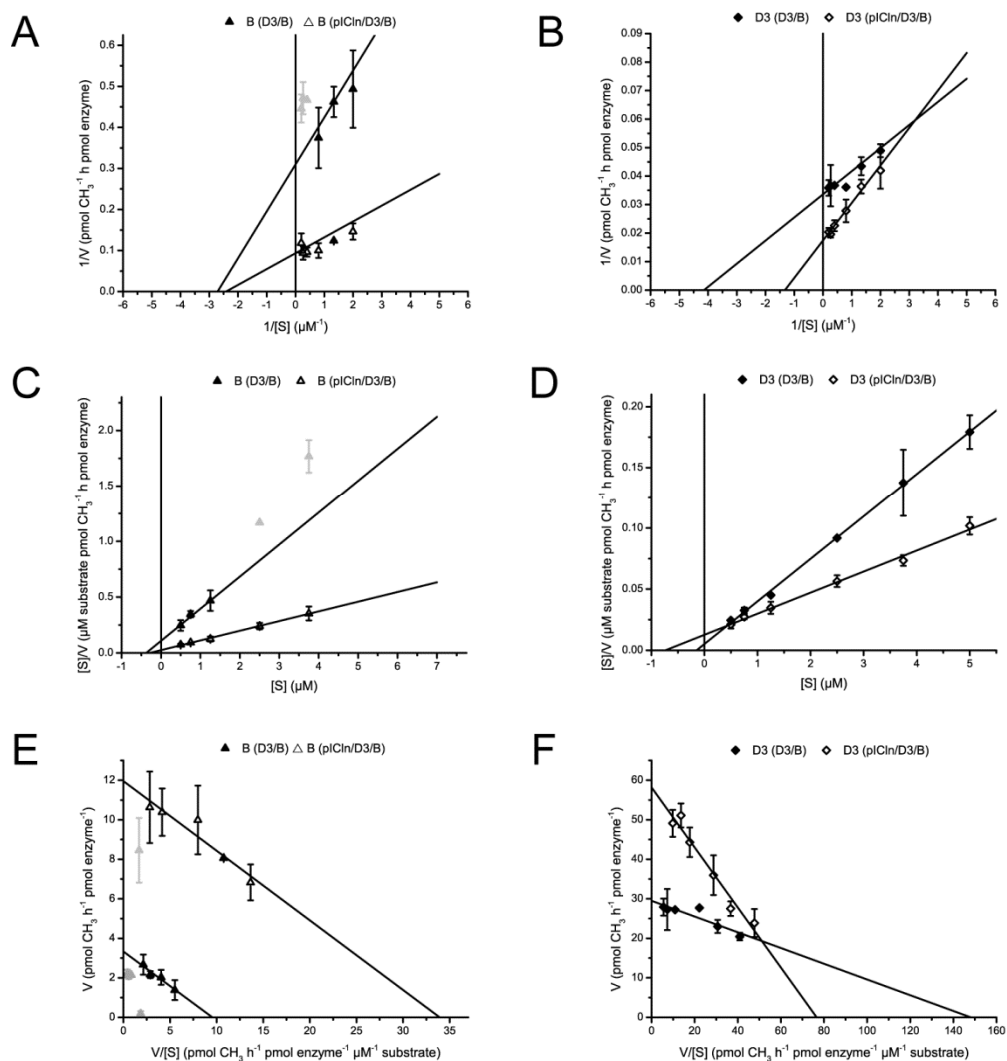 A
▲ B (D3/B) △ B (pICln/D3/B)
1/V (pmol CH₃⁻¹ h pmol enzyme)
0.6
0.5
0.4
0.3
0.2
0.1
0.0
-6 -5 -4 -3 -2 -1 0 1 2 3 4 5 6
1/[S] (µM⁻¹)
B
◆ D3 (D3/B) ◇ D3 (pICln/D3/B)
1/V (pmol CH₃⁻¹ h pmol enzyme)
0.09
0.08
0.07
0.06
0.05
0.04
0.03
0.02
0.01
0.00
-6 -5 -4 -3 -2 -1 0 1 2 3 4 5 6
1/[S] (µM⁻¹)
C
▲ B (D3/B) △ B (pICln/D3/B)
[S]/V (µM substrate pmol CH₃⁻¹ h pmol enzyme)
2.0
1.5
1.0
0.5
0.0
-1 0 1 2 3 4 5 6 7
[S] (µM)
D
◆ D3 (D3/B) ◇ D3 (pICln/D3/B)
[S]/V (µM substrate pmol CH₃⁻¹ h pmol enzyme)
0.20
0.15
0.10
0.05
0.00
-1 0 1 2 3 4 5
[S] (µM)
E
▲ B (D3/B) △ B (pICln/D3/B)
V (pmol CH₃ h⁻¹ pmol enzyme⁻¹)
12
10
8
6
4
2
0
0 5 10 15 20 25 30 35
V/[S] (pmol CH₃ h⁻¹ pmol enzyme⁻¹ µM⁻¹ substrate)
F
◆ D3 (D3/B) ◇ D3 (pICln/D3/B)
V (pmol CH₃ h⁻¹ pmol enzyme⁻¹)
60
50
40
30
20
10
0
0 20 40 60 80 100 120 140 160
V/[S] (pmol CH₃ h⁻¹ pmol enzyme⁻¹ µM⁻¹ substrate)